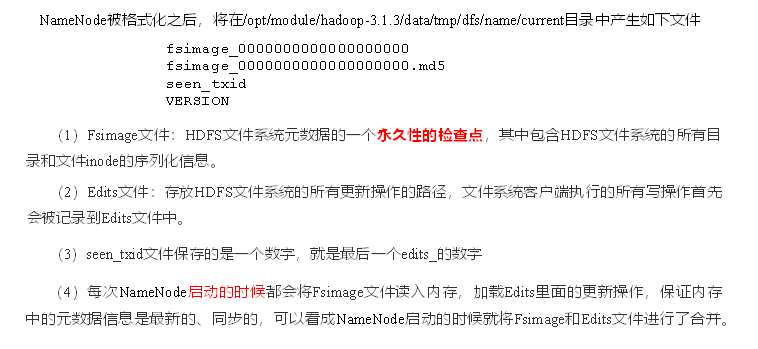 NameNode被格式化之后，将在/opt/module/hadoop-3.1.3/data/tmp/dfs/name/current目录中产生如下文件
fsimage_0000000000000000000
fsimage_0000000000000000000.md5
seen_txid
VERSION
（1）Fsimage文件：HDFS文件系统元数据的一个永久性的检查点，其中包含HDFS文件系统的所有目
录和文件inode的序列化信息。
（2）Edits文件：存放HDFS文件系统的所有更新操作的路径，文件系统客户端执行的所有写操作首先
会被记录到Edits文件中。
（3）seen_txid文件保存的是一个数字，就是最后一个edits_的数字
（4）每次NameNode启动的时候都会将Fsimage文件读入内存，加载Edits里面的更新操作，保证内存
中的元数据信息是最新的、同步的，可以看成NameNode启动的时候就将Fsimage和Edits文件进行了合并。